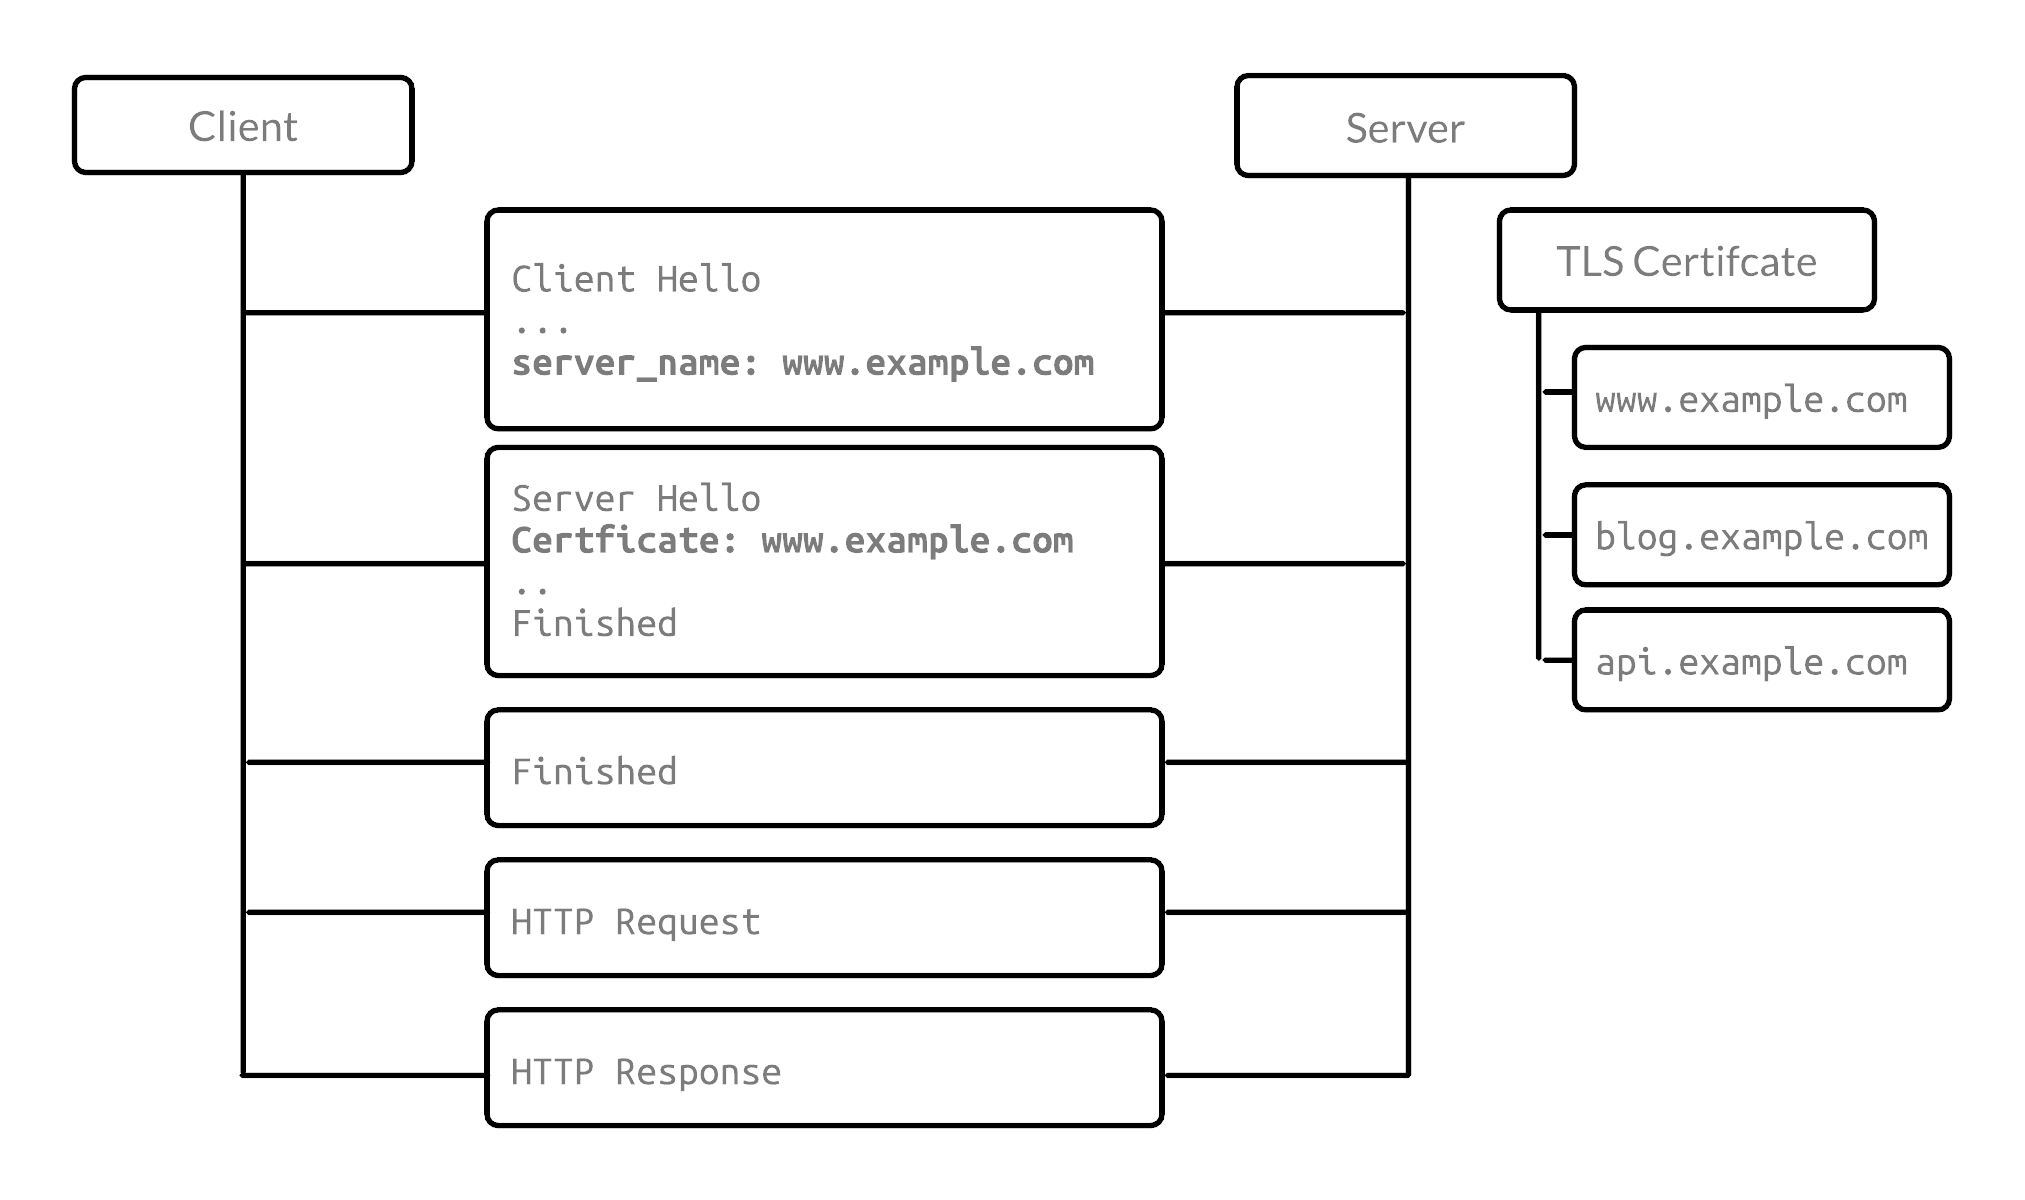 Client
Server
Client Hello
...
server_name: www.example.com
Server Hello
Certficate: www.example.com
..
Finished
Finished
HTTP Request
HTTP Response
TLS Certifcate
www.example.com
blog.example.com
api.example.com